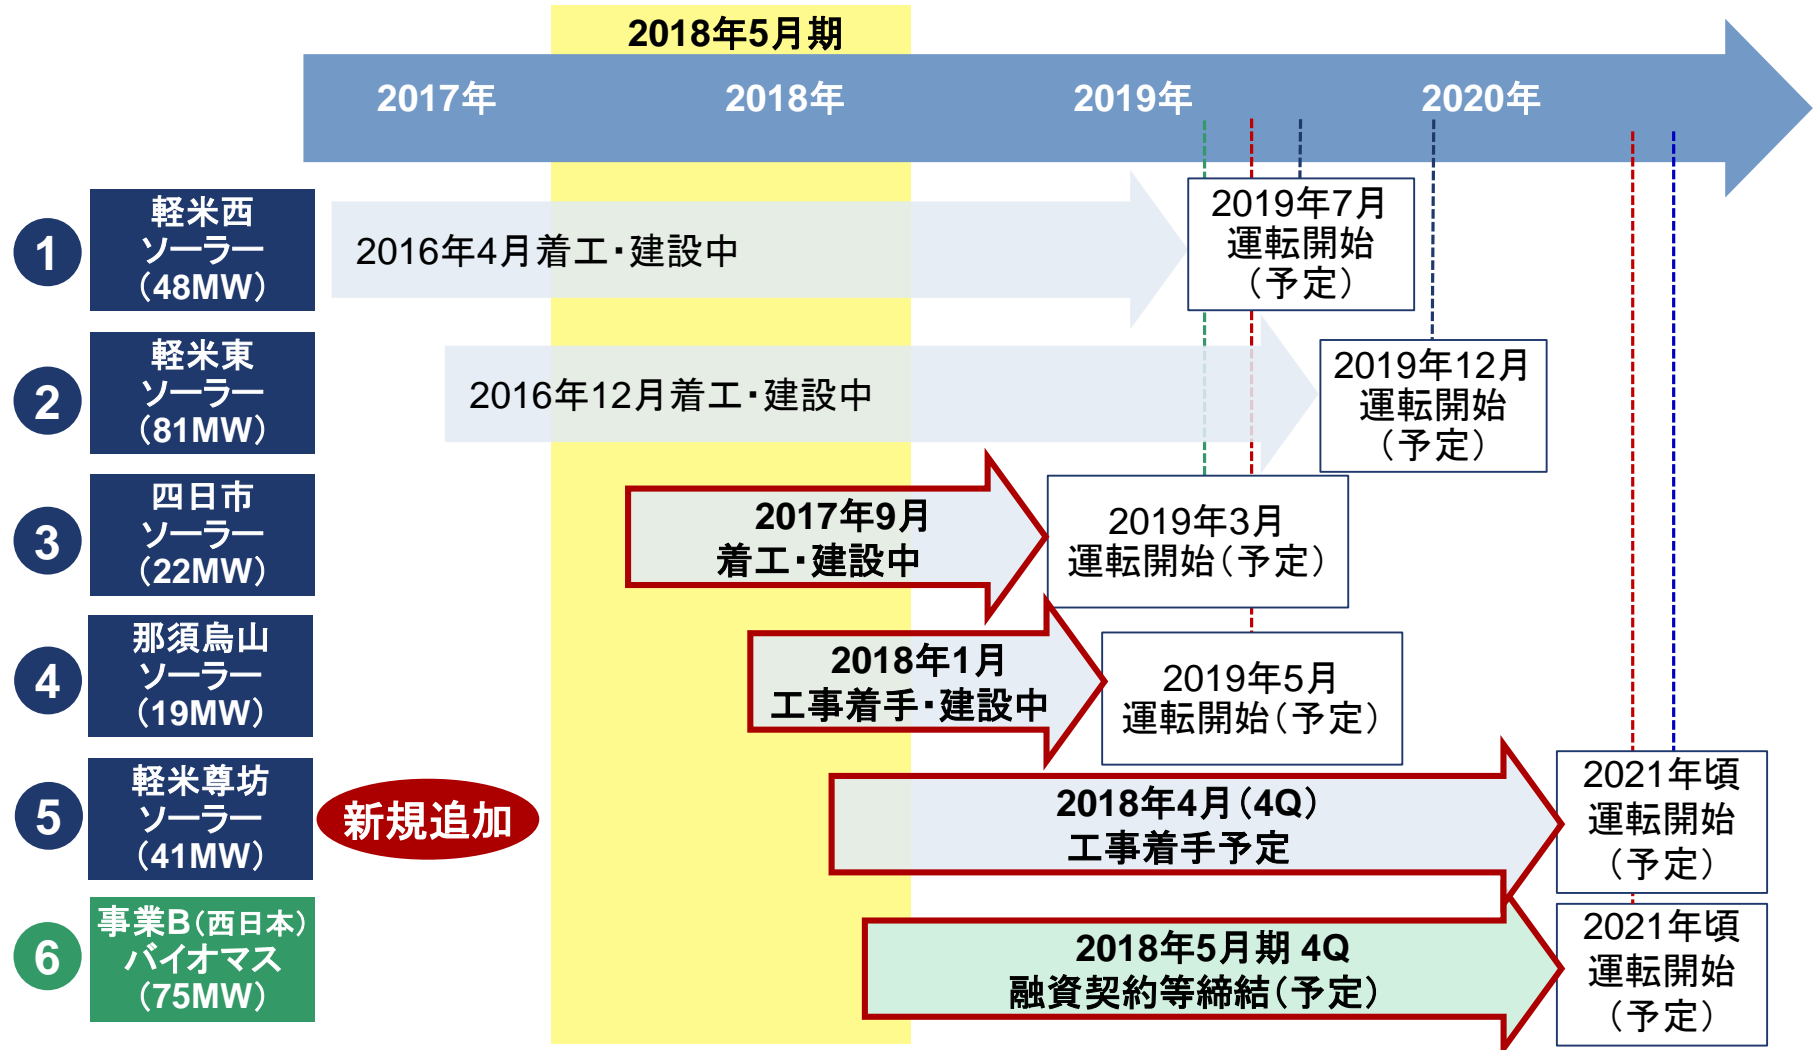 2018年5月期
2017年
2018年
2019年
2020年
1
軽米西
ソーラー
（48MW）
2016年4月着工・建設中
2019年7月
運転開始
（予定）
2
軽米東
ソーラー
（81MW）
2016年12月着工・建設中
2019年12月
運転開始
（予定）
3
四日市
ソーラー
（22MW）
2017年9月
着工・建設中
2019年3月
運転開始（予定）
4
那須烏山
ソーラー
（19MW）
2018年1月
工事着手・建設中
2019年5月
運転開始（予定）
5
軽米尊坊
ソーラー
（41MW）
新規追加
2018年4月（4Q）
工事着手予定
2021年頃
運転開始
（予定）
6
事業B（西日本）
バイオマス
（75MW）
2018年5月期 4Q
融資契約等締結（予定）
2021年頃
運転開始
（予定）